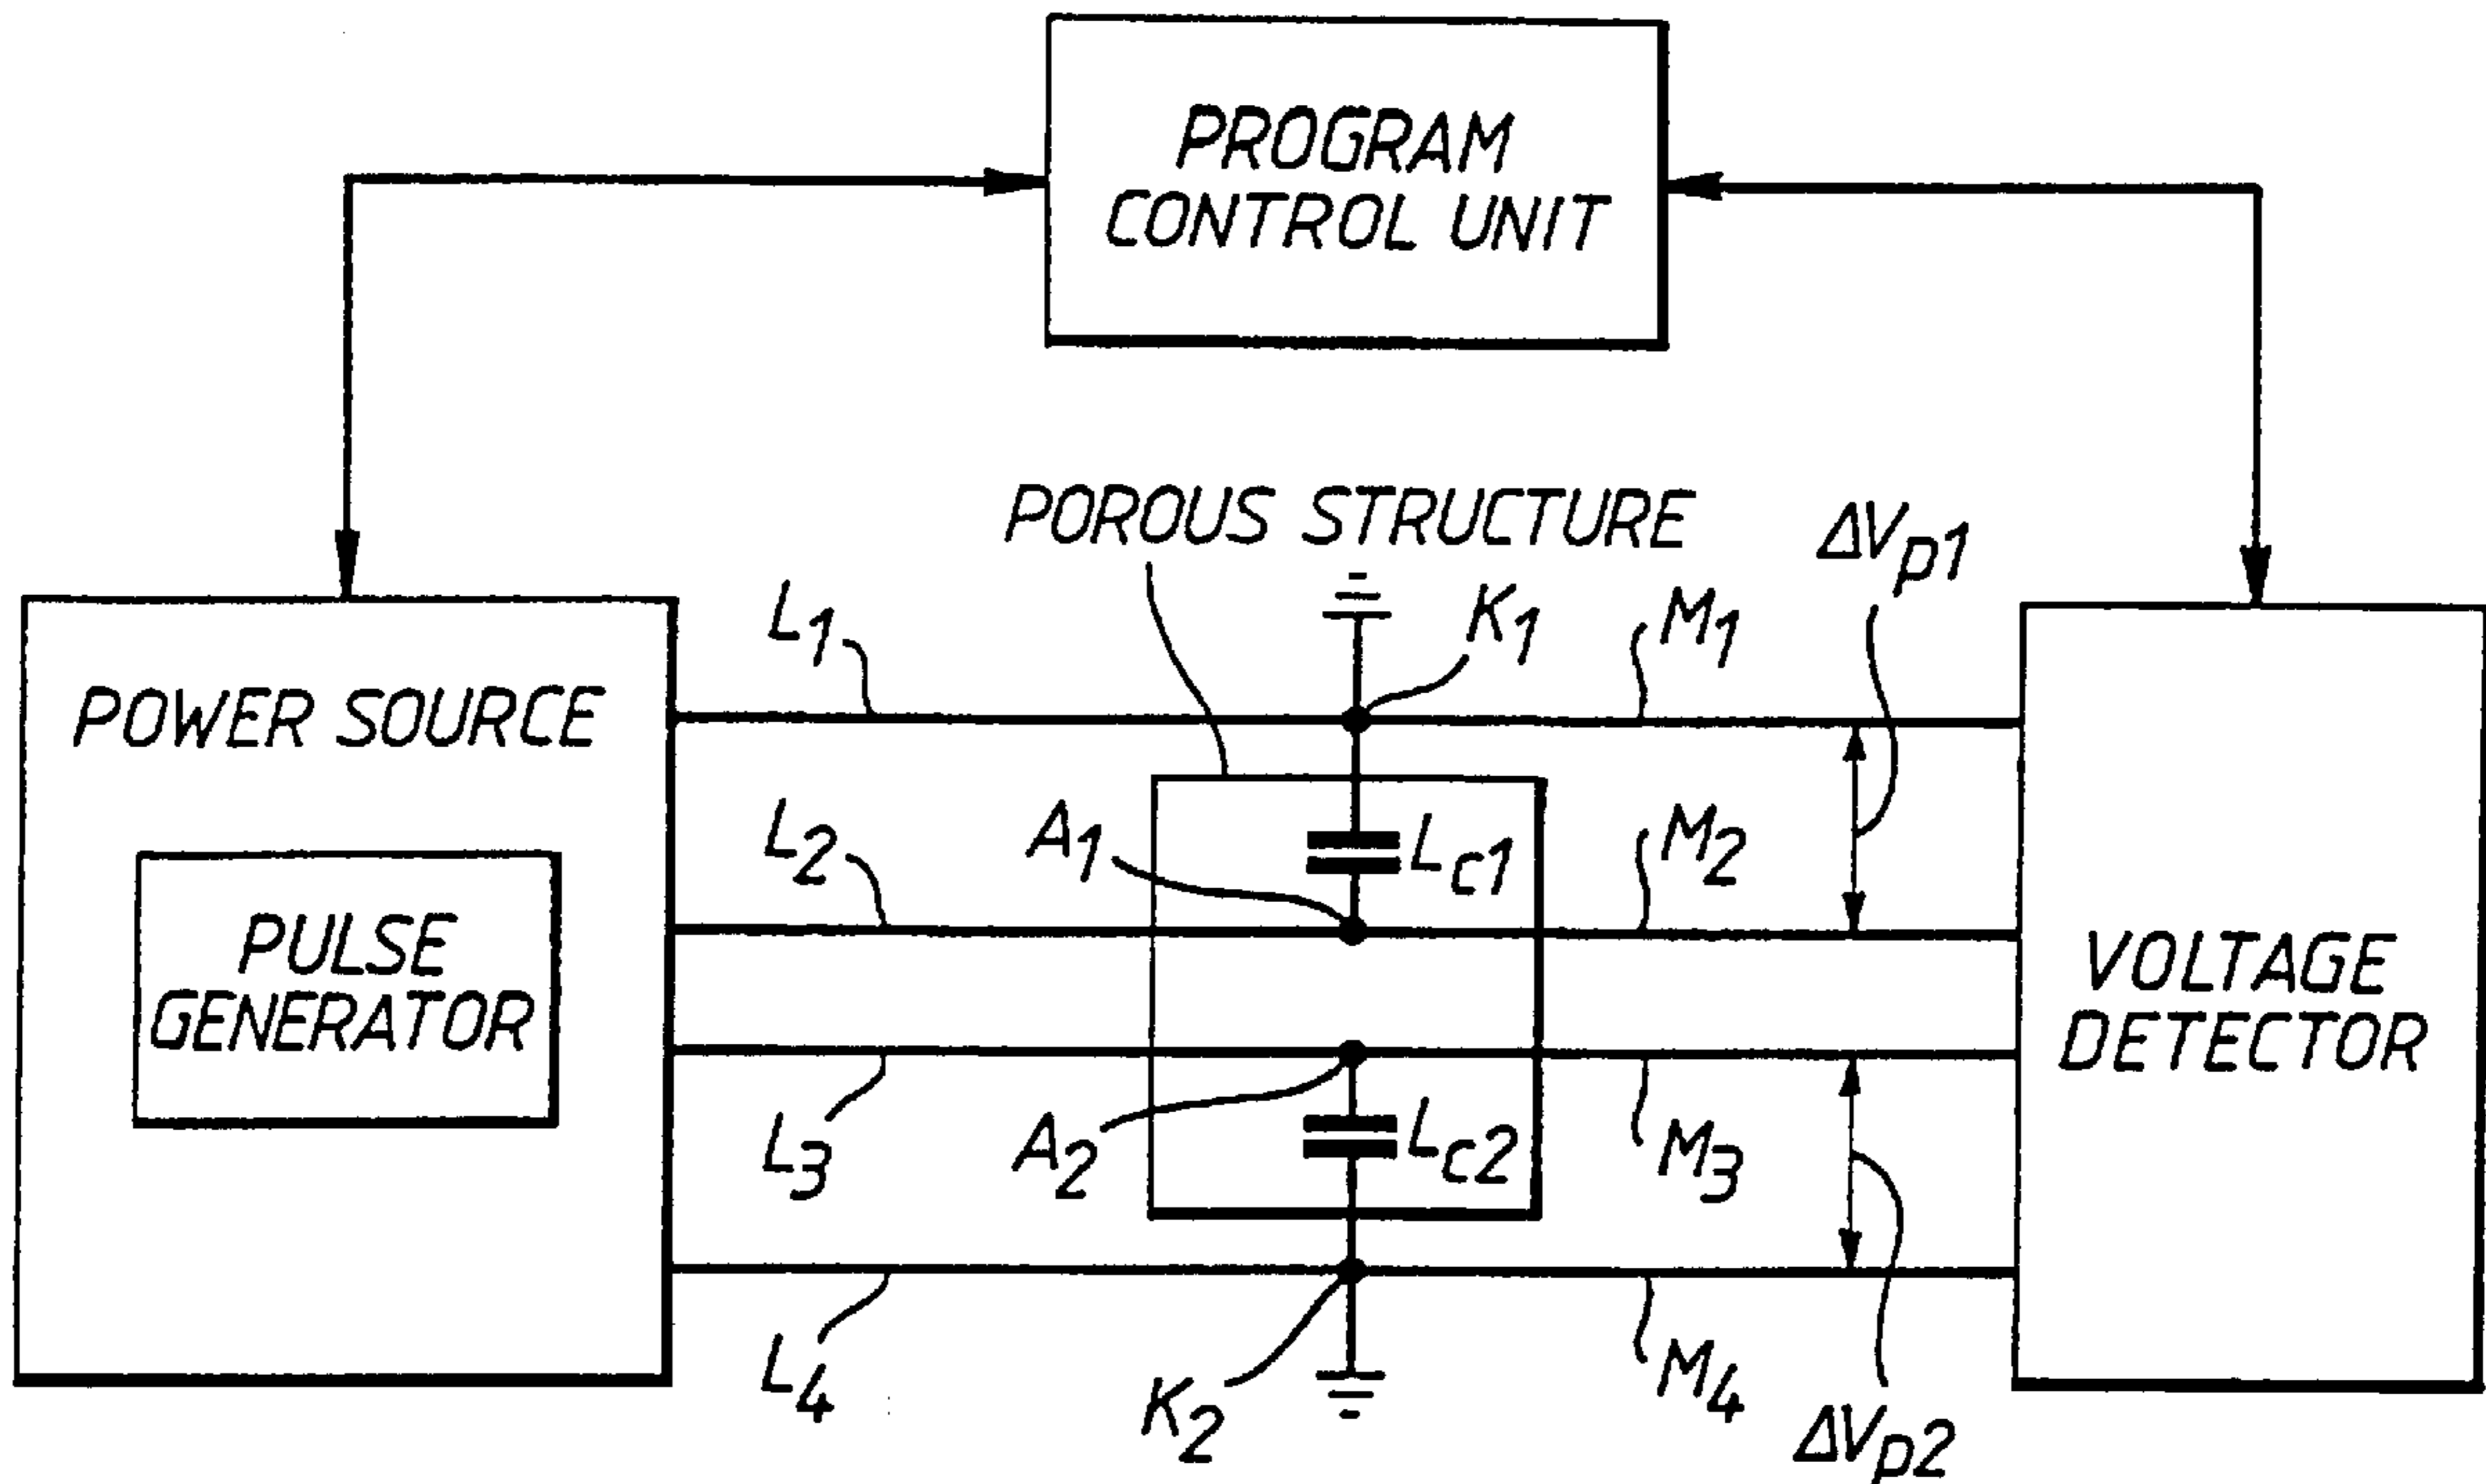 PROGRAM
CONTROL UNIT
POROUS STRUCTURE
ΔVp1
L1
K1
M1
POWER SOURCE
L2
A1
Lc1
M2
PULSE
GENERATOR
VOLTAGE
DETECTOR
L3
A2
Lc2
M3
L4
K2
M4
ΔVp2